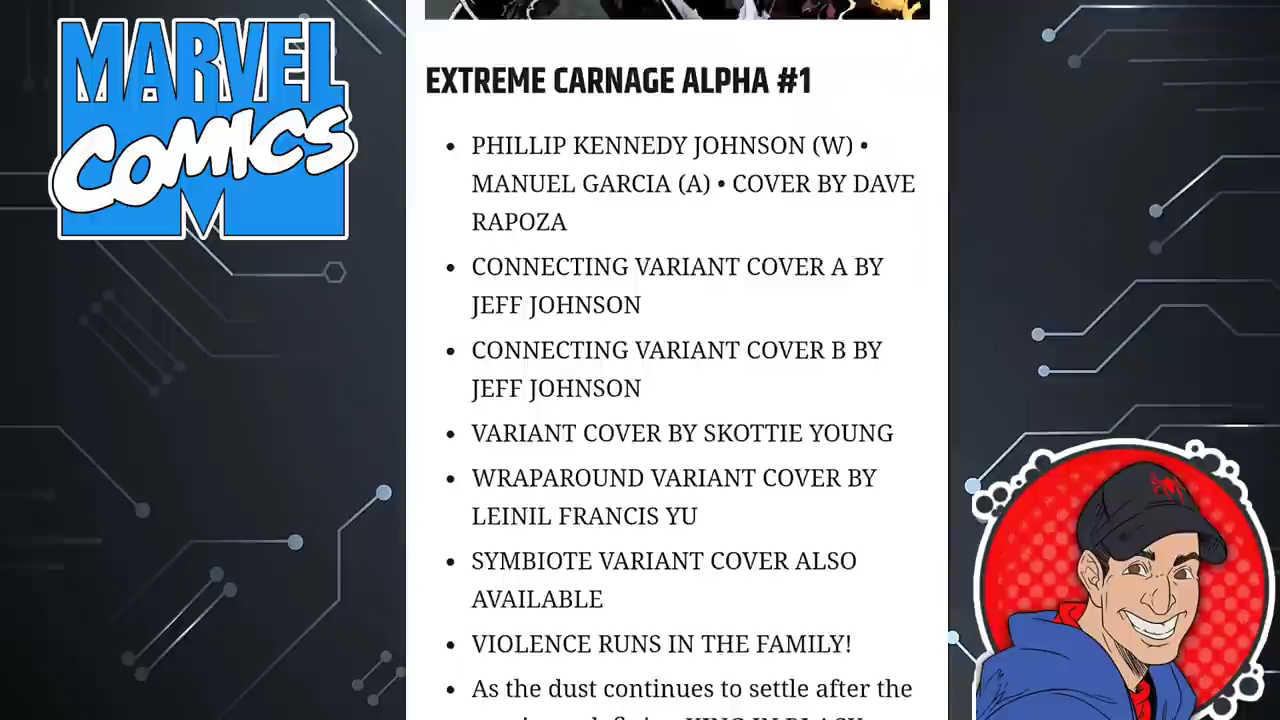 MARVEL
COMICS
M
EXTREME CARNAGE ALPHA #1
• PHILLIP KENNEDY JOHNSON (W) •
MANUEL GARCIA (A) • COVER BY DAVE
RAPOZA
• CONNECTING VARIANT COVER A BY
JEFF JOHNSON
• CONNECTING VARIANT COVER B BY
JEFF JOHNSON
• VARIANT COVER BY SKOTTIE YOUNG
• WRAPAROUND VARIANT COVER BY
LEINIL FRANCIS YU
• SYMBIOTE VARIANT COVER ALSO
AVAILABLE
• VIOLENCE RUNS IN THE FAMILY!
• As the dust continues to settle after the